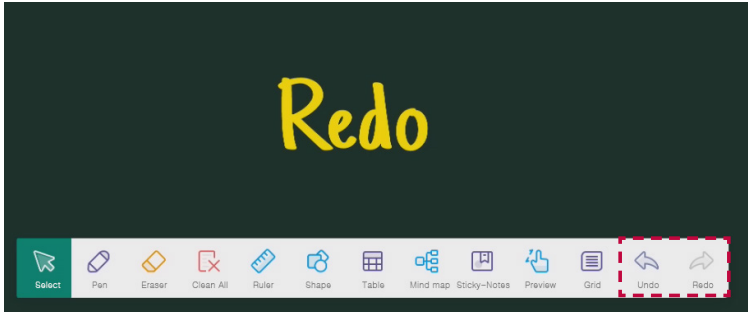 Redo
Select Pen Eraser Clean All Ruler Shape Table Mind map Sticky-Notes Preview Grid Undo Redo